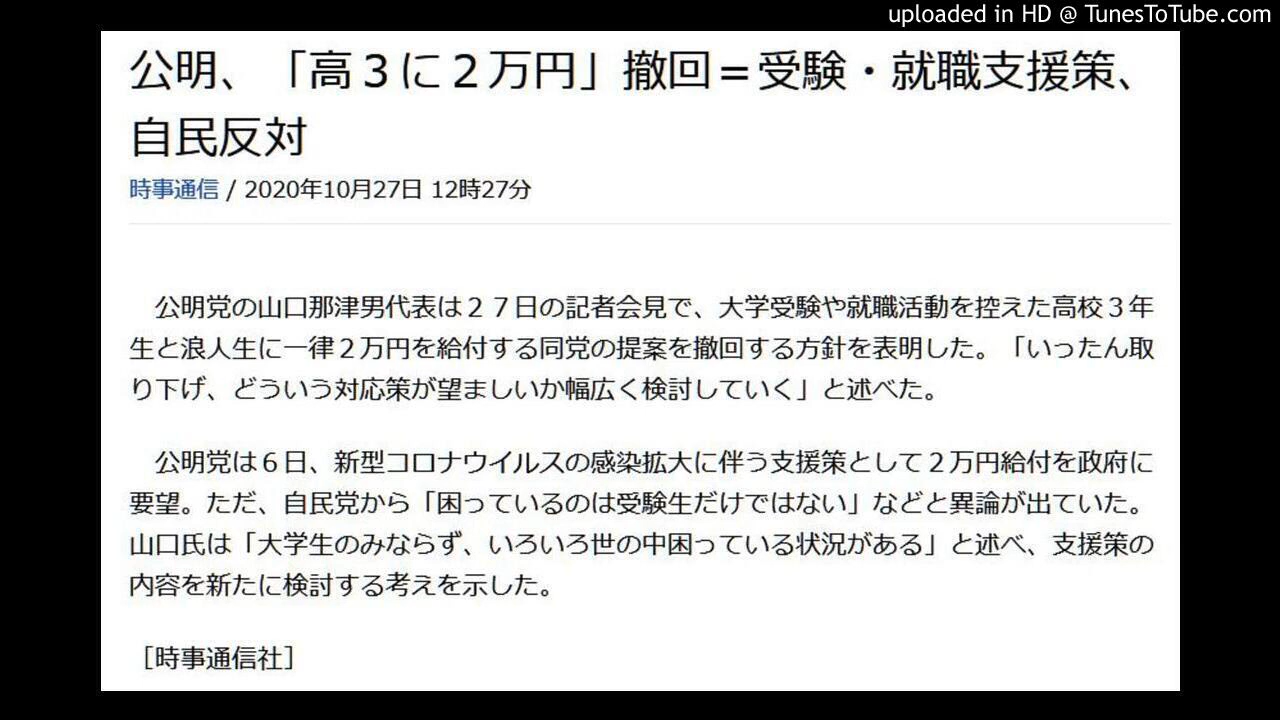 uploaded in HD @ TunesToTube.com
公明、「高３に２万円」撤回＝受験・就職支援策、
自民反対
時事通信 / 2020年10月27日 12時27分
　公明党の山口那津男代表は２７日の記者会見で、大学受験や就職活動を控えた高校３年
生と浪人生に一律２万円を給付する同党の提案を撤回する方針を表明した。「いったん取
り下げ、どういう対応策が望ましいか幅広く検討していく」と述べた。
　公明党は６日、新型コロナウイルスの感染拡大に伴う支援策として２万円給付を政府に
要望。ただ、自民党から「困っているのは受験生だけではない」などと異論が出ていた。
山口氏は「大学生のみならず、いろいろ世の中困っている状況がある」と述べ、支援策の
内容を新たに検討する考えを示した。
［時事通信社］